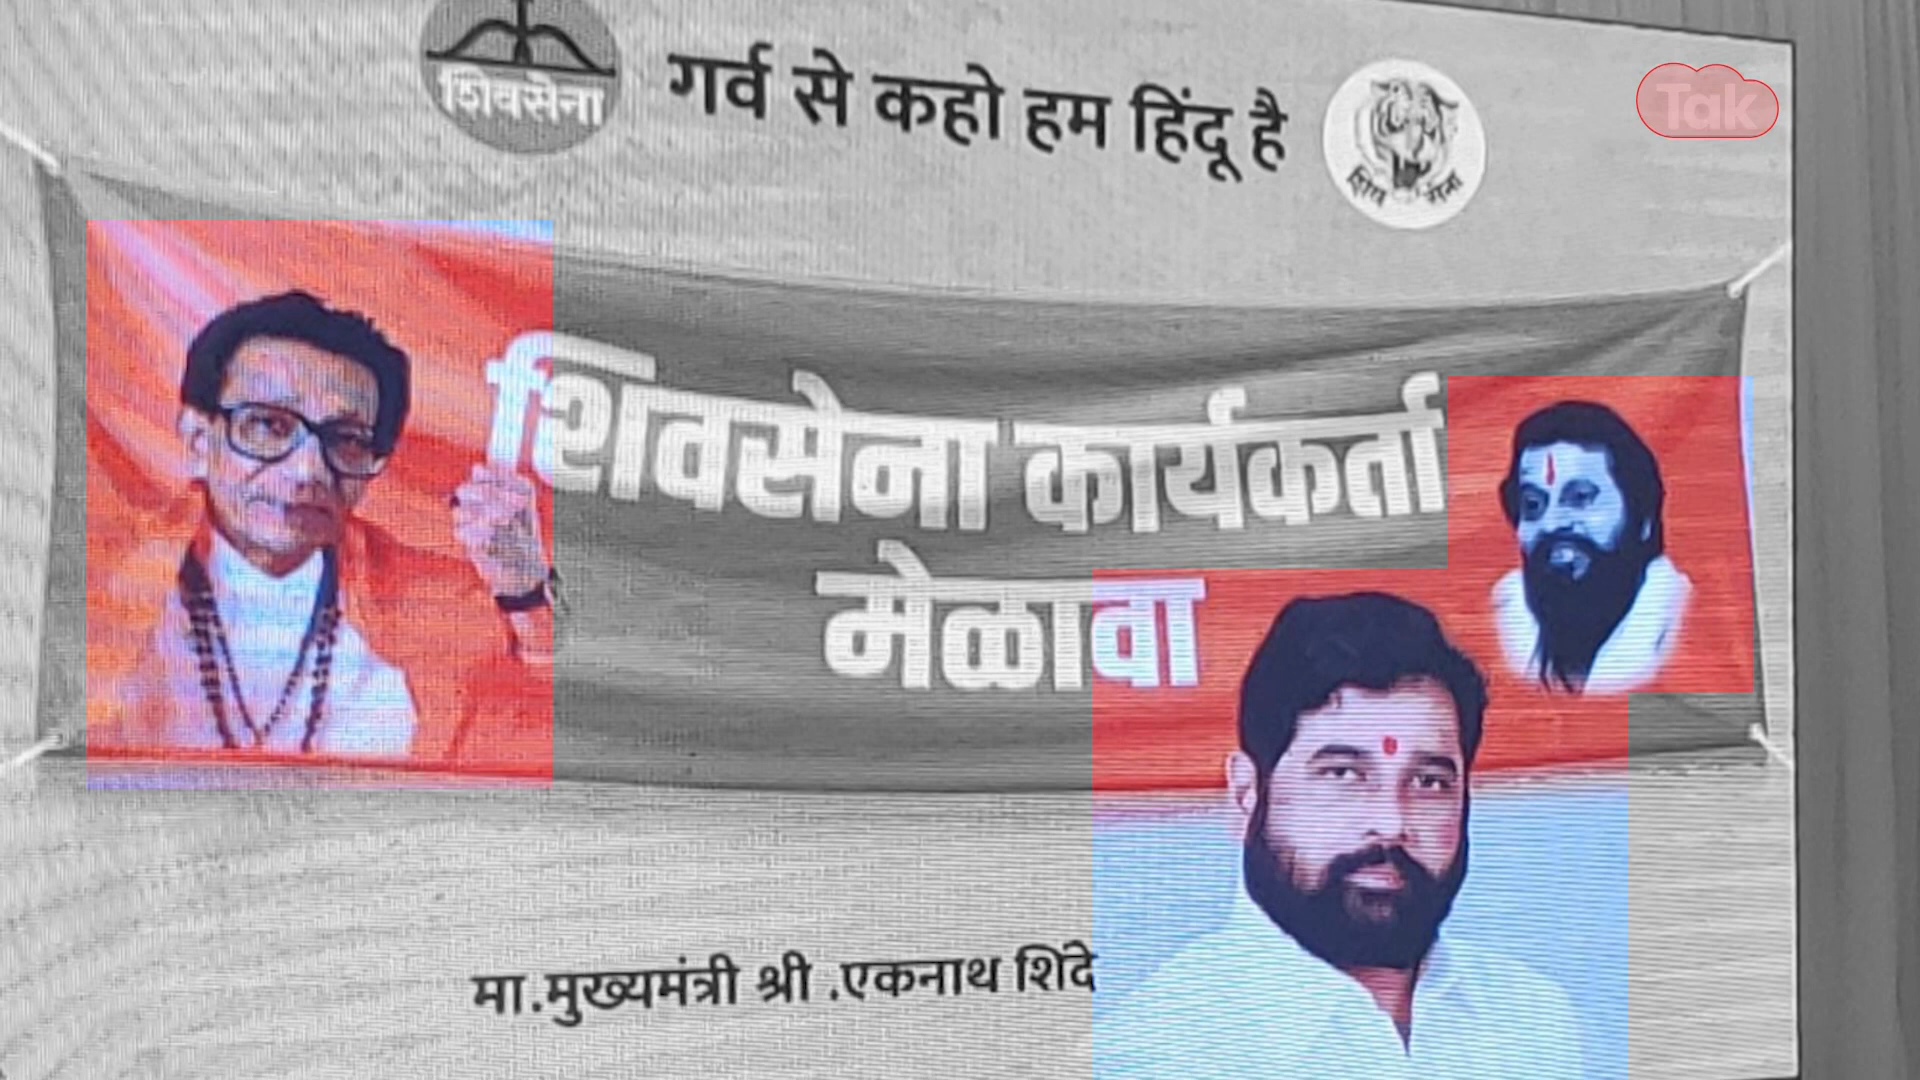 शिवसेना
गर्व से कहो हम हिंदू है
शिव सेना
Tak
शिवसेना कार्यकर्ता
मेळावा
मा.मुख्यमंत्री श्री .एकनाथ शिंदे